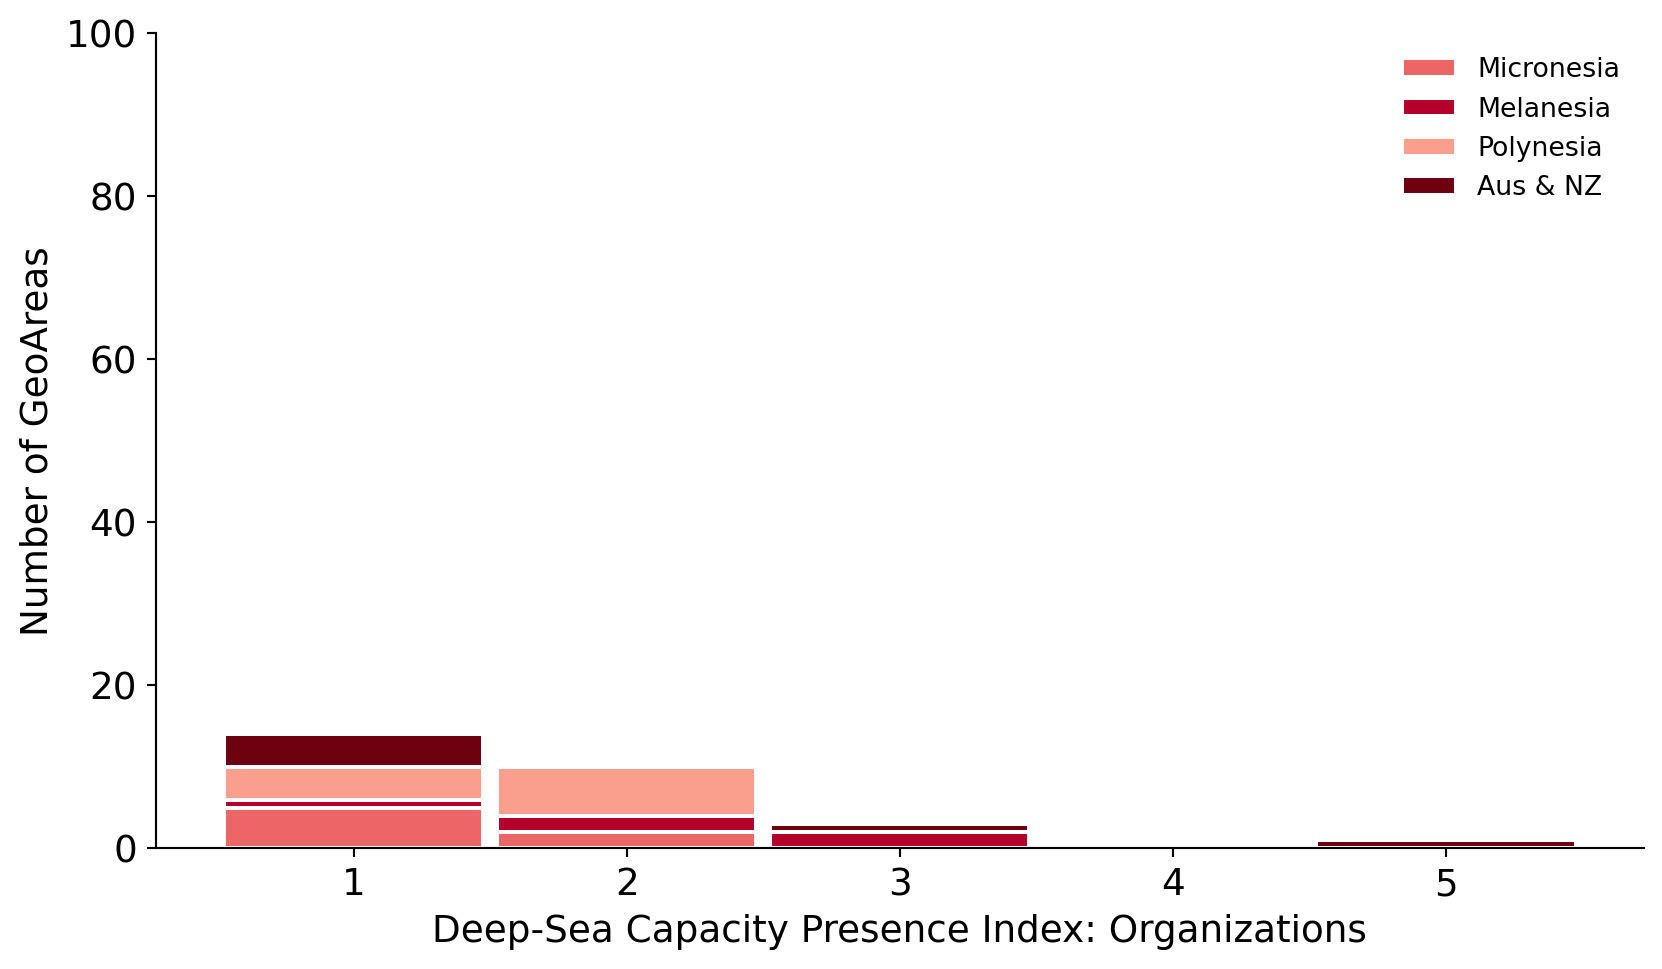 100
80
60
40
20
0
Number of GeoAreas
Micronesia
Melanesia
Polynesia
Aus & NZ
1 2 3 4 5
Deep-Sea Capacity Presence Index: Organizations